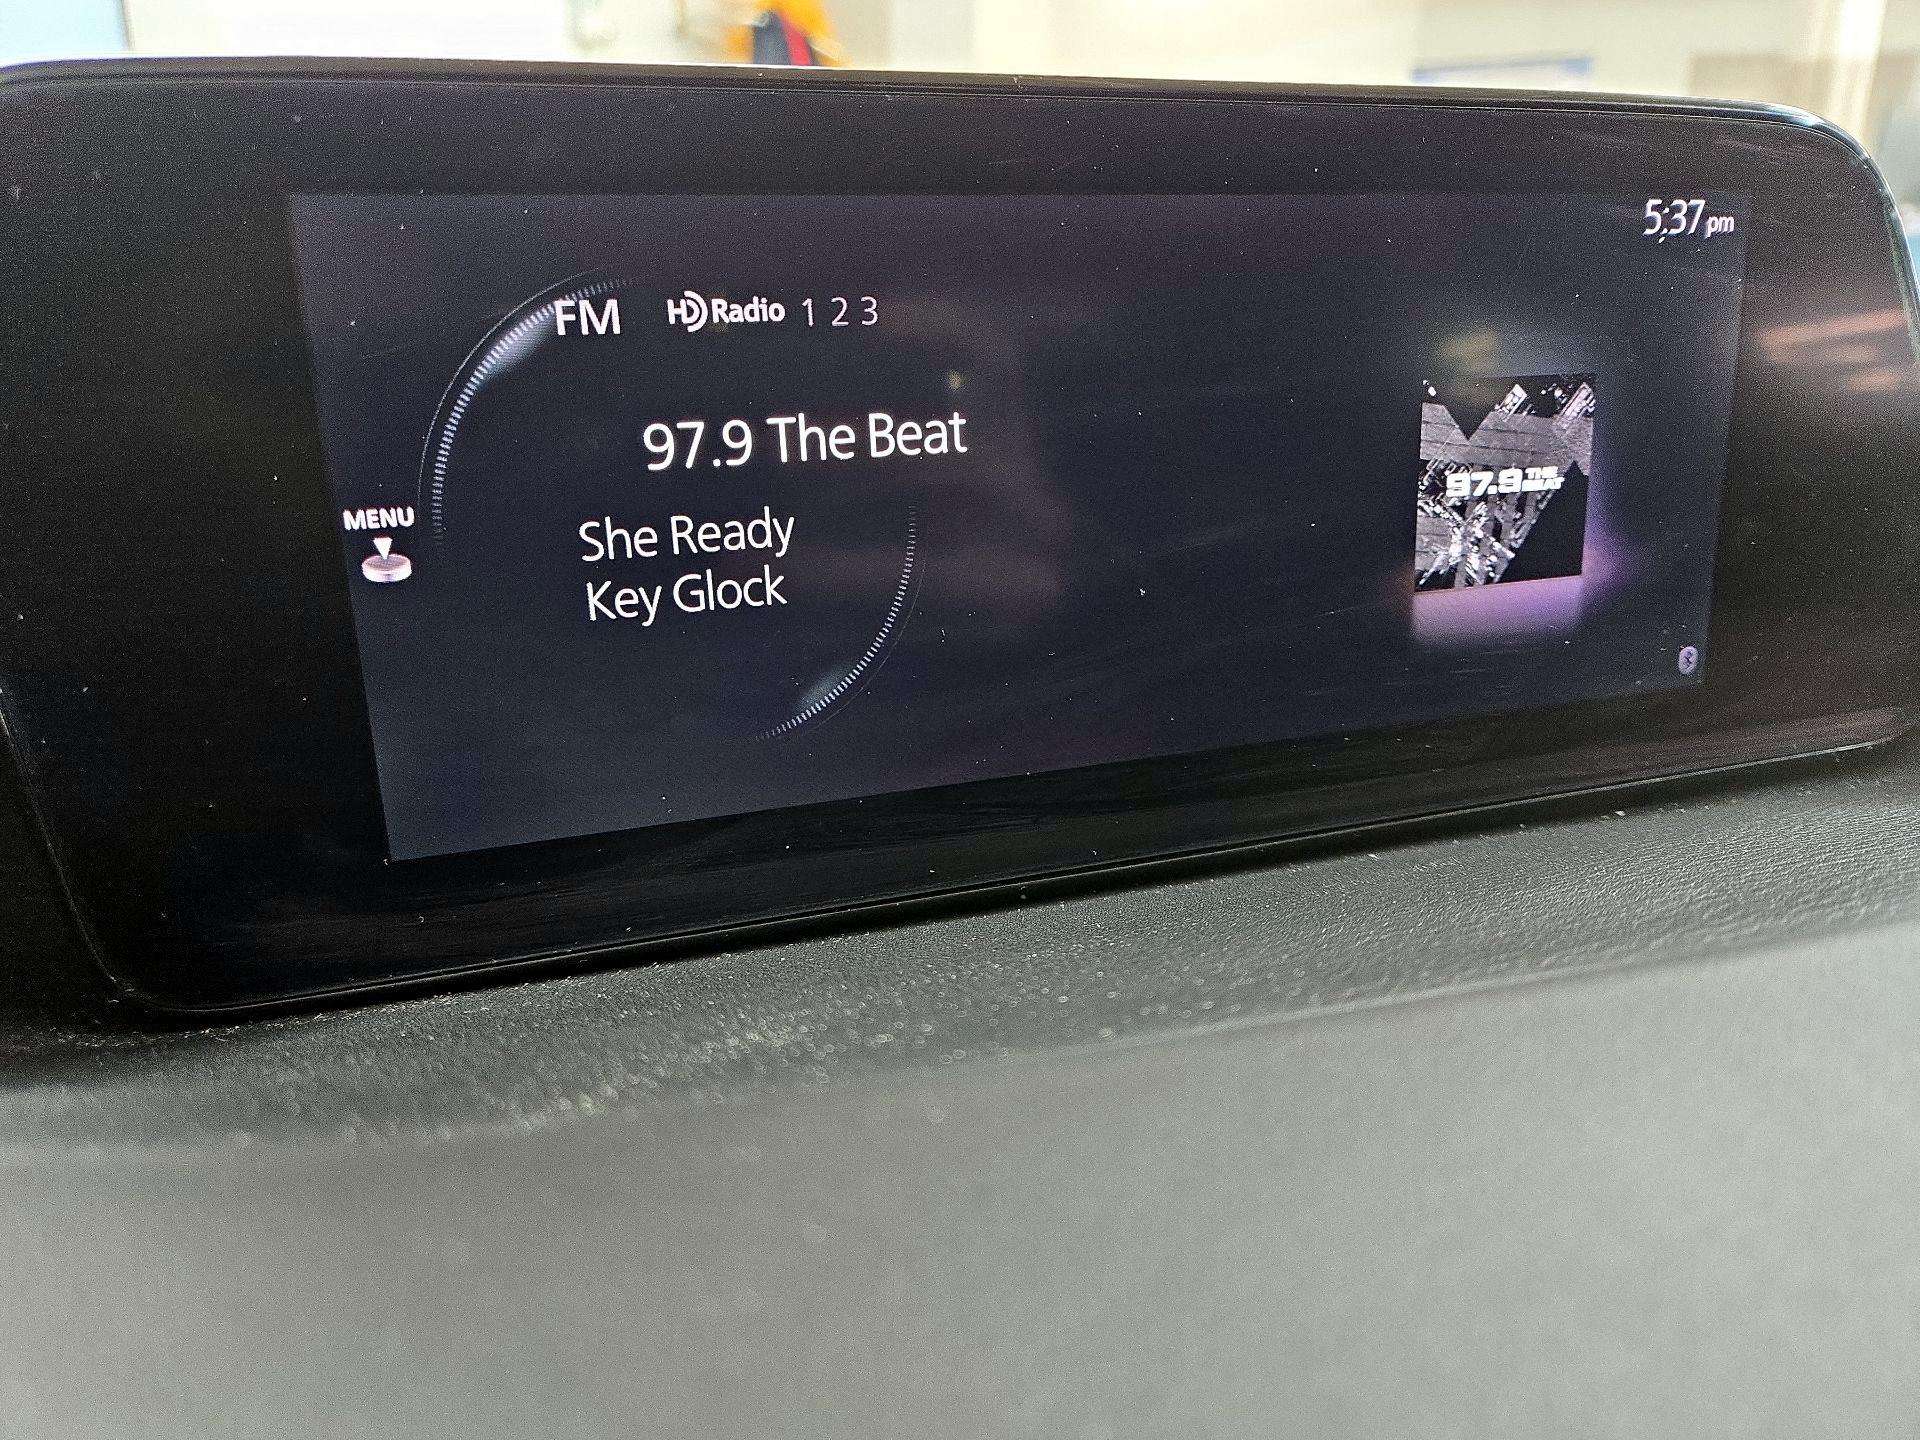 5:37 pm
FM HD Radio 1 2 3
97.9 The Beat
MENU
She Ready
Key Glock
97.9 THE BEAT